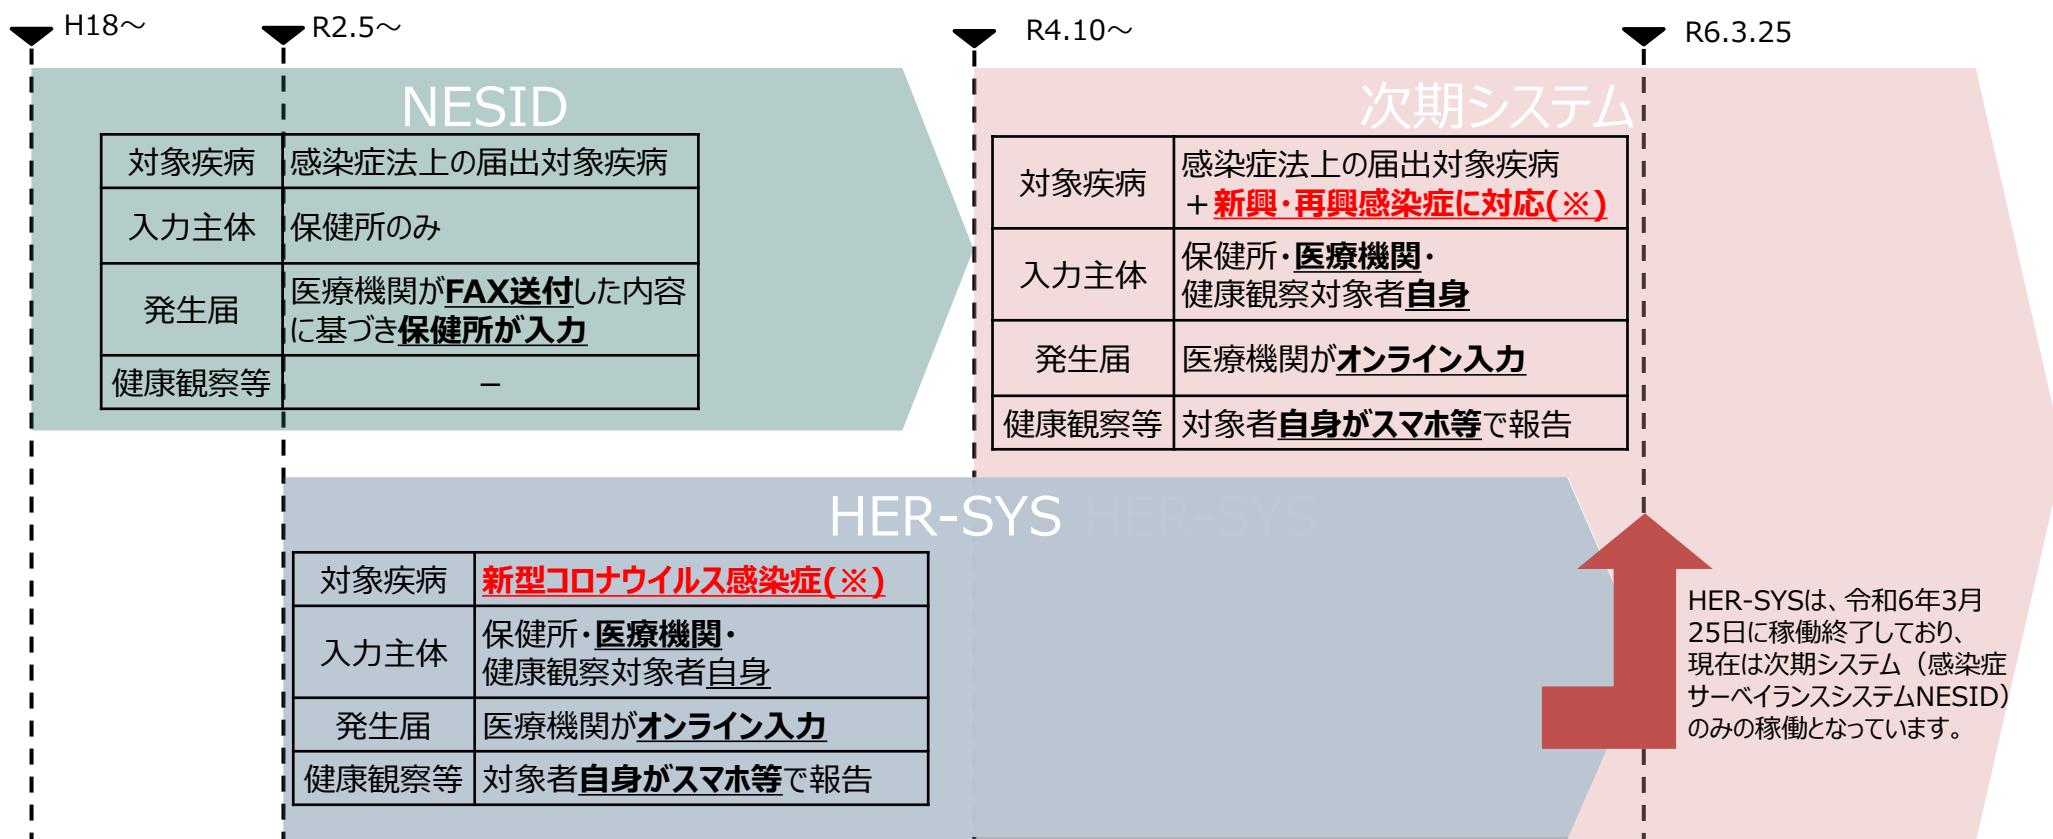 H18～
R2.5～
R4.10～
R6.3.25
NESID
対象疾病
感染症法上の届出対象疾病
入力主体
保健所のみ
発生届
医療機関がFAX送付した内容
に基づき保健所が入力
健康観察等
－
次期システム
対象疾病
感染症法上の届出対象疾病
＋新興・再興感染症に対応(※)
入力主体
保健所・医療機関・
健康観察対象者自身
発生届
医療機関がオンライン入力
健康観察等
対象者自身がスマホ等で報告
HER-SYS HER-SYS
対象疾病
新型コロナウイルス感染症(※)
入力主体
保健所・医療機関・
健康観察対象者自身
発生届
医療機関がオンライン入力
健康観察等
対象者自身がスマホ等で報告
HER-SYSは、令和6年3月
25日に稼働終了しており、
現在は次期システム（感染症
サーベイランスシステムNESID）
のみの稼働となっています。